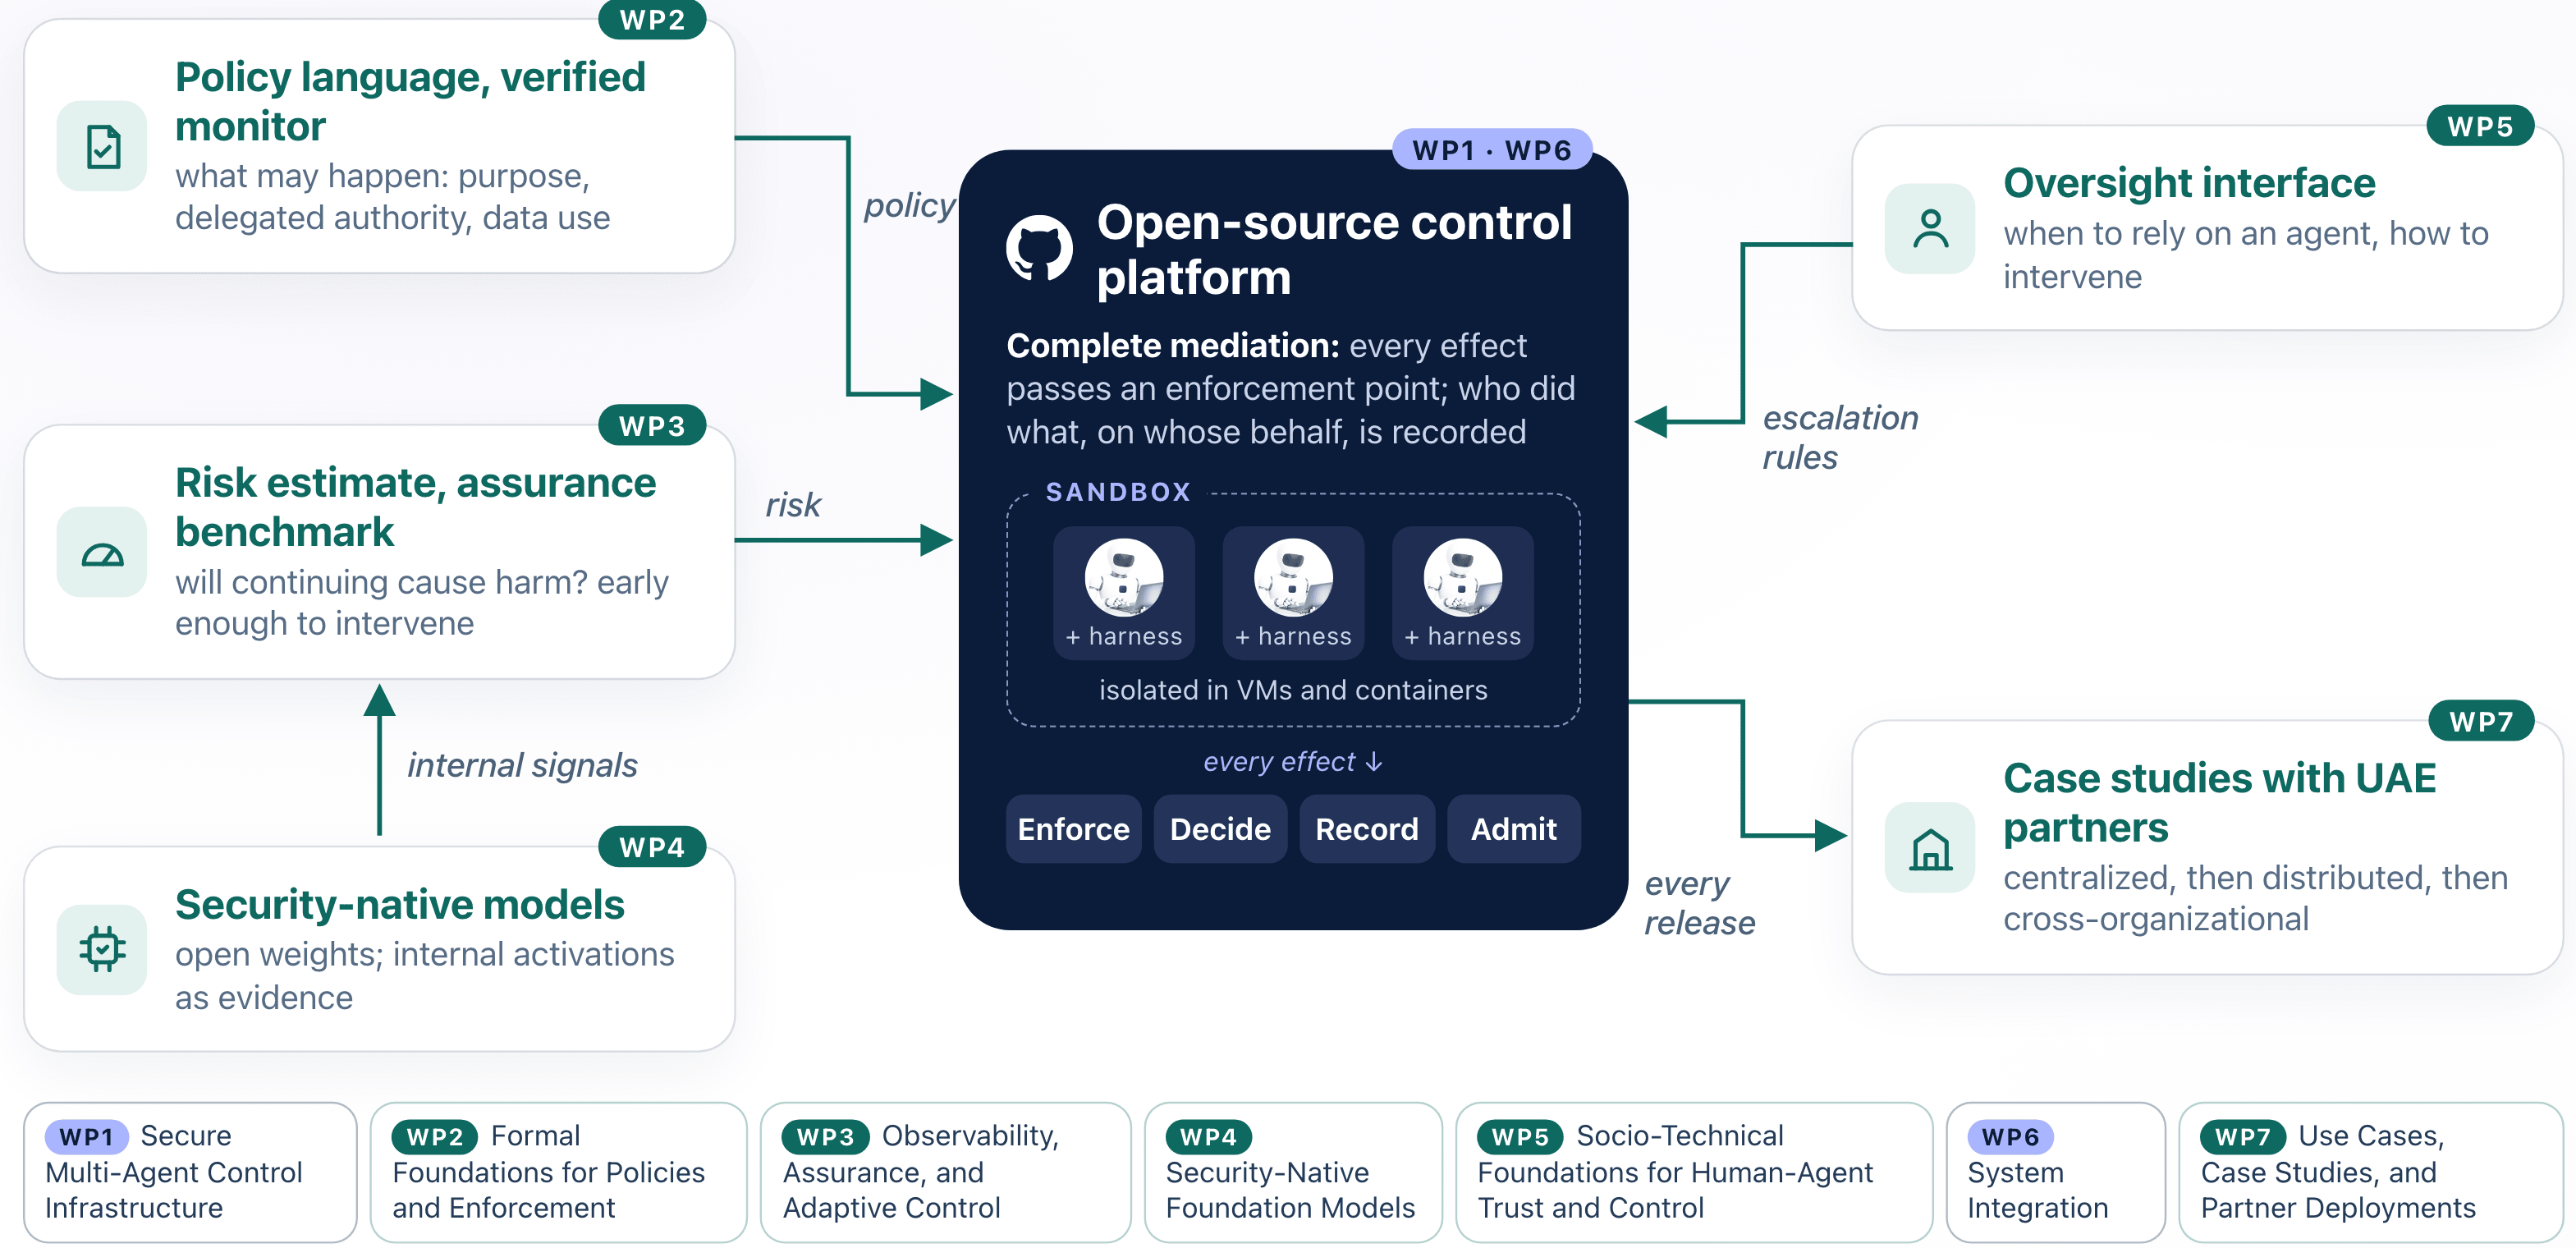 WP2
Policy language, verified
monitor
what may happen: purpose,
delegated authority, data use
policy
WP3
Risk estimate, assurance
benchmark
will continuing cause harm? early
enough to intervene
risk
internal signals
WP4
Security-native models
open weights; internal activations
as evidence
WP1 · WP6
Open-source control
platform
Complete mediation: every effect
passes an enforcement point; who did
what, on whose behalf, is recorded
SANDBOX
+ harness
+ harness
+ harness
isolated in VMs and containers
every effect ↓
Enforce
Decide
Record
Admit
WP5
Oversight interface
when to rely on an agent, how to
intervene
escalation
rules
WP7
Case studies with UAE
partners
centralized, then distributed, then
cross-organizational
every
release
WP1 Secure
Multi-Agent Control
Infrastructure
WP2 Formal
Foundations for Policies
and Enforcement
WP3 Observability,
Assurance, and
Adaptive Control
WP4
Security-Native
Foundation Models
WP5 Socio-Technical
Foundations for Human-Agent
Trust and Control
WP6
System
Integration
WP7 Use Cases,
Case Studies, and
Partner Deployments